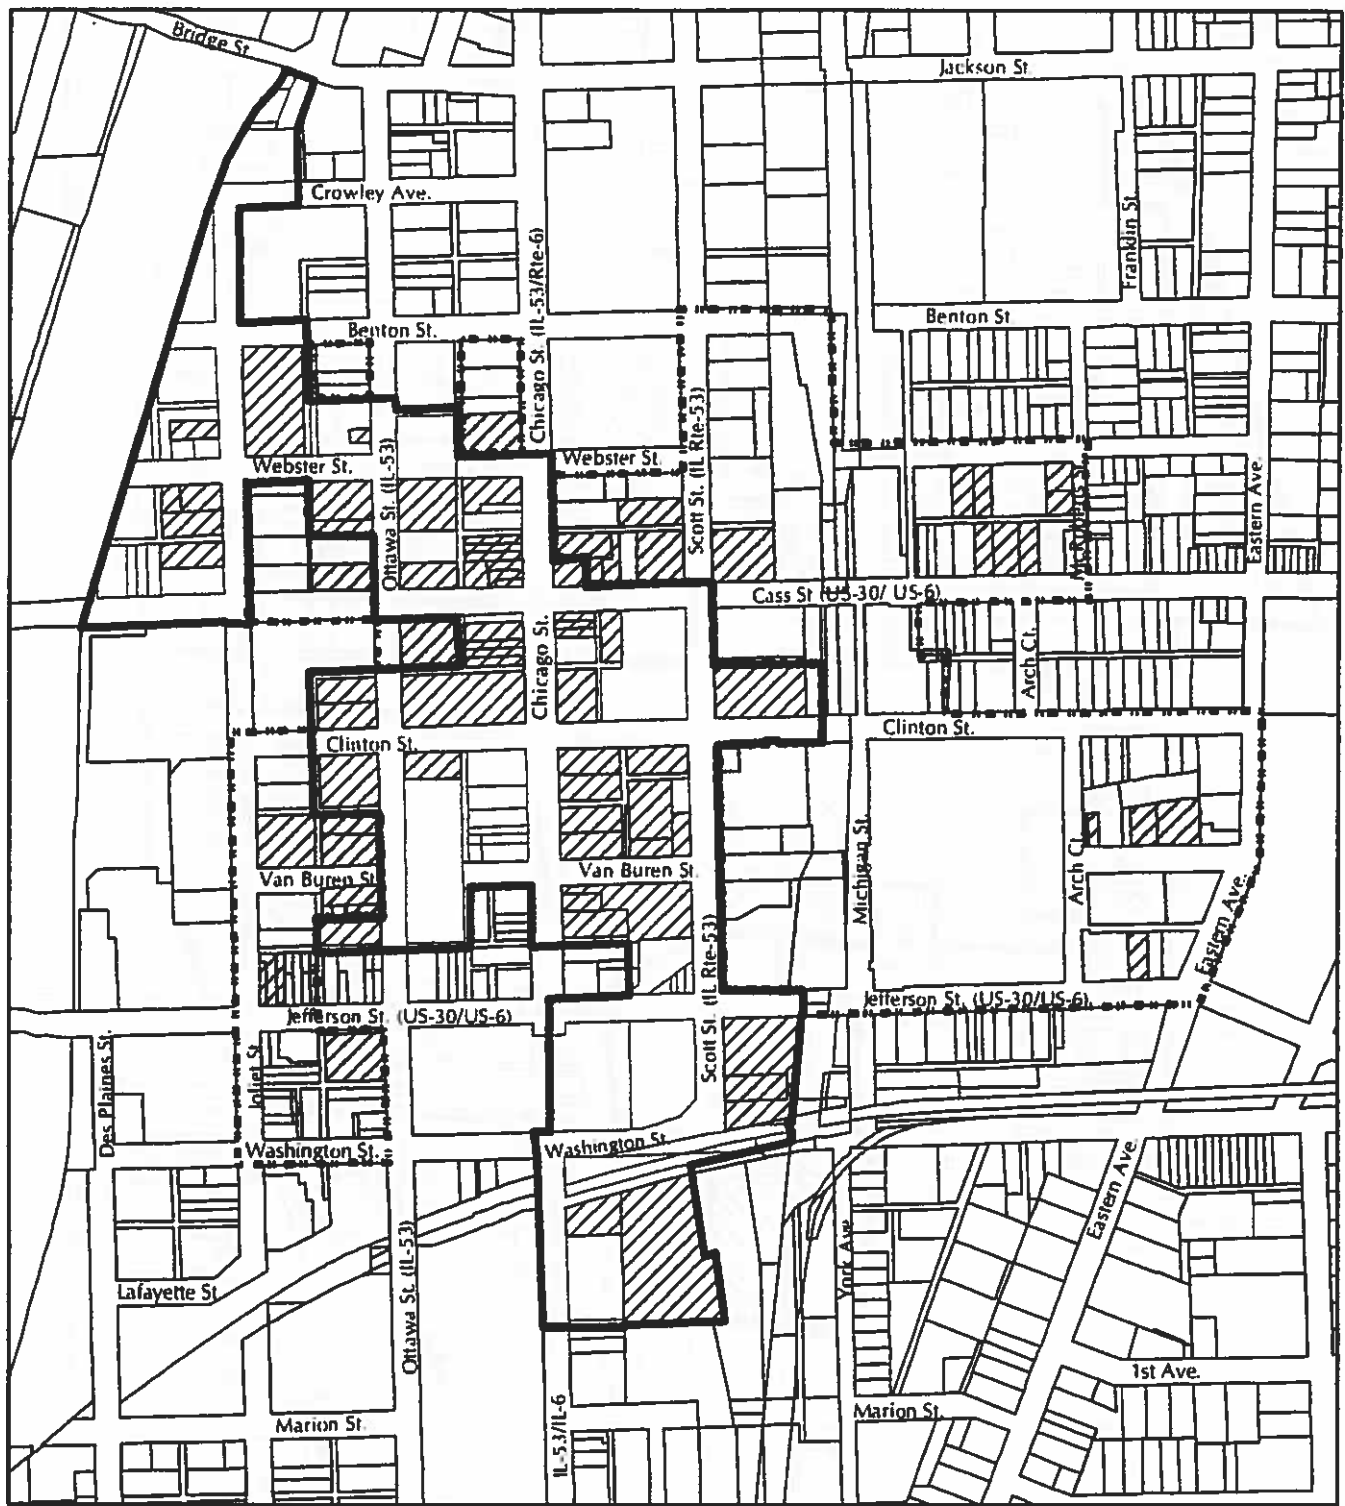 Bridge St.
Jackson St.
Crowley Ave.
Franklin St.
Chicago St. (IL-53/Rte-6)
Benton St.
Benton St.
Ottawa St. (IL-53)
Scott St. (IL Rte-53)
Webster St.
Webster St.
Eastern Ave.
Cass St (US-30/ US-6)
Chicago St.
Arch Ct.
Clinton St.
Clinton St.
Van Buren St.
Van Buren St.
Michigan St.
Arch Ct.
Eastern Ave.
Scott St. (IL Rte-53)
Jefferson St. (US-30/US-6)
Jefferson St. (US-30/US-6)
Des Plaines St.
Joliet St
Washington St.
Washington St.
Eastern Ave.
York Ave
Lafayette St
Ottawa St. (IL-53)
1st Ave.
Marion St.
Marion St.
IL-53/IL-6